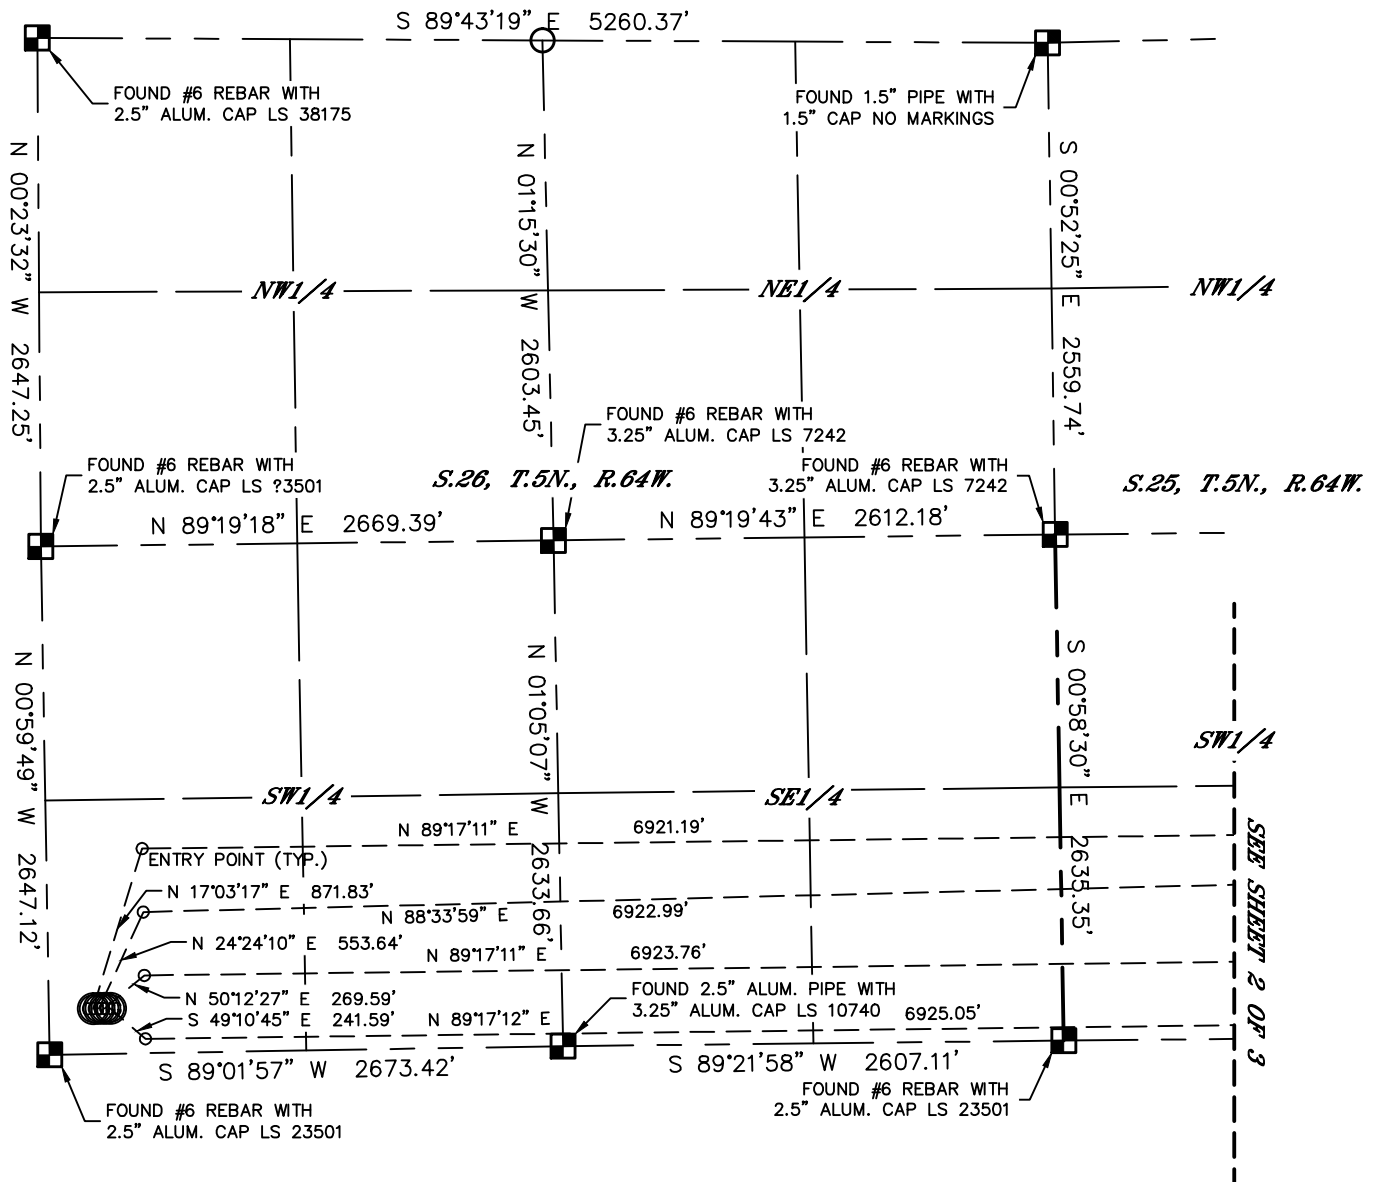 S 89°43'19" E 5260.37'
FOUND #6 REBAR WITH
2.5" ALUM. CAP LS 38175
FOUND 1.5" PIPE WITH
1.5" CAP NO MARKINGS
N 00°23'32" W 2647.25'
N 01°15'30" W 2603.45'
S 00°52'25" E 2559.74'
NW1/4
NE1/4
NW1/4
FOUND #6 REBAR WITH
3.25" ALUM. CAP LS 7242
FOUND #6 REBAR WITH
2.5" ALUM. CAP LS ?3501
S.26, T.5N., R.64W.
FOUND #6 REBAR WITH
3.25" ALUM. CAP LS 7242
S.25, T.5N., R.64W.
N 89°19'18" E 2669.39'
N 89°19'43" E 2612.18'
N 00°59'49" W 2647.12'
N 01°05'07" W 2633.66'
S 00°58'30" E 2635.35'
SW1/4
SW1/4
SE1/4
N 89°17'11" E 6921.19'
ENTRY POINT (TYP.)
N 17°03'17" E 871.83'
N 88°33'59" E 6922.99'
N 24°24'10" E 553.64'
N 89°17'11" E 6923.76'
N 50°12'27" E 269.59'
S 49°10'45" E 241.59'
N 89°17'12" E 6925.05'
FOUND 2.5" ALUM. PIPE WITH
3.25" ALUM. CAP LS 10740
SEE SHEET 2 OF 3
S 89°01'57" W 2673.42'
S 89°21'58" W 2607.11'
FOUND #6 REBAR WITH
2.5" ALUM. CAP LS 23501
FOUND #6 REBAR WITH
2.5" ALUM. CAP LS 23501